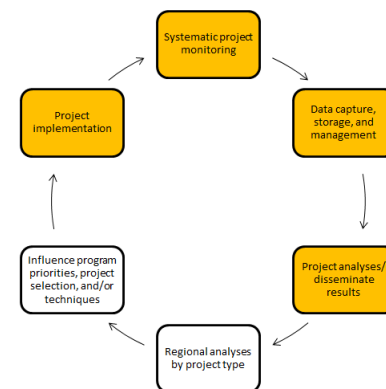 Systematic project
monitoring
Data capture,
storage, and
management
Project analyses/
disseminate
results
Regional analyses
by project type
Influence program
priorities, project
selection, and/or
techniques
Project
implementation